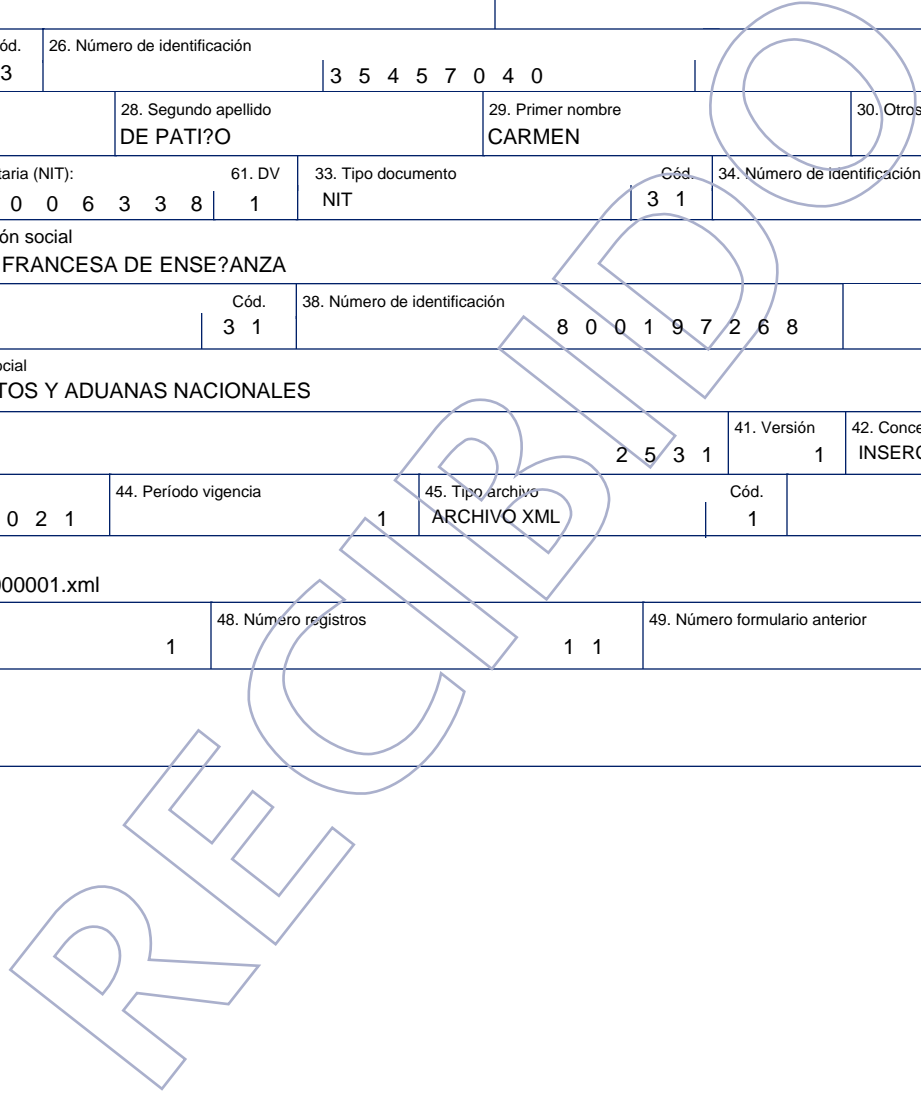 ód. 26. Número de identificación
3 3 5 4 5 7 0 4 0
28. Segundo apellido 29. Primer nombre 30. Otros
DE PATI?O CARMEN
taria (NIT): 61. DV 33. Tipo documento Cód. 34. Número de identificación
0 0 6 3 3 8 1 NIT 3 1
ón social
FRANCESA DE ENSE?ANZA
Cód. 38. Número de identificación
3 1 8 0 0 1 9 7 2 6 8
ocial
TOS Y ADUANAS NACIONALES
41. Versión 42. Conce
2 5 3 1 1 INSERC
44. Período vigencia 45. Tipo archivo Cód.
0 2 1 1 ARCHIVO XML 1
000001.xml
48. Número registros 49. Número formulario anterior
1 1 1
RECIBIDO